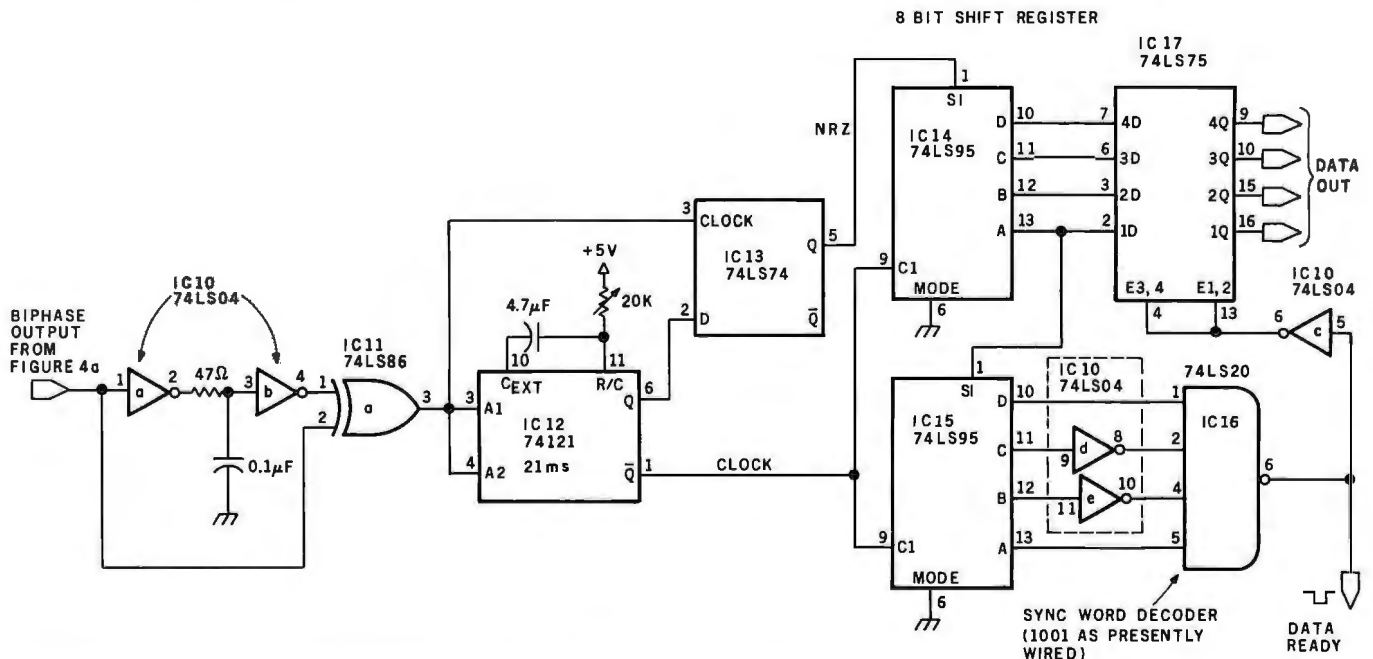 8 BIT SHIFT REGISTER
IC17
74LS75
1
SI
IC14
74LS95
D
10
7
4D
4Q
9
C
11
6
3D
3Q
10
B
12
3
2D
2Q
15
A
13
2
1D
1Q
16
DATA
OUT
9
C1
MODE
6
E3, 4
E1, 2
4
13
IC10
74LS04
6
c
5
NRZ
3
CLOCK
IC13
74LS74
Q
5
2
D
Q
+5V
20K
4.7µF
10
11
CEXT
R/C
IC12
74121
21ms
3
A1
4
A2
Q
6
Q
1
CLOCK
IC10
74LS04
BIPHASE
OUTPUT
FROM
FIGURE 4a
1
a
2
47Ω
3
b
4
0.1µF
IC11
74LS86
1
2
a
3
1
SI
IC15
74LS95
D
10
C
11
B
12
A
13
9
C1
MODE
6
IC10
74LS04
9
d
8
11
e
10
74LS20
IC16
1
2
4
5
6
SYNC WORD DECODER
(1001 AS PRESENTLY
WIRED)
DATA
READY